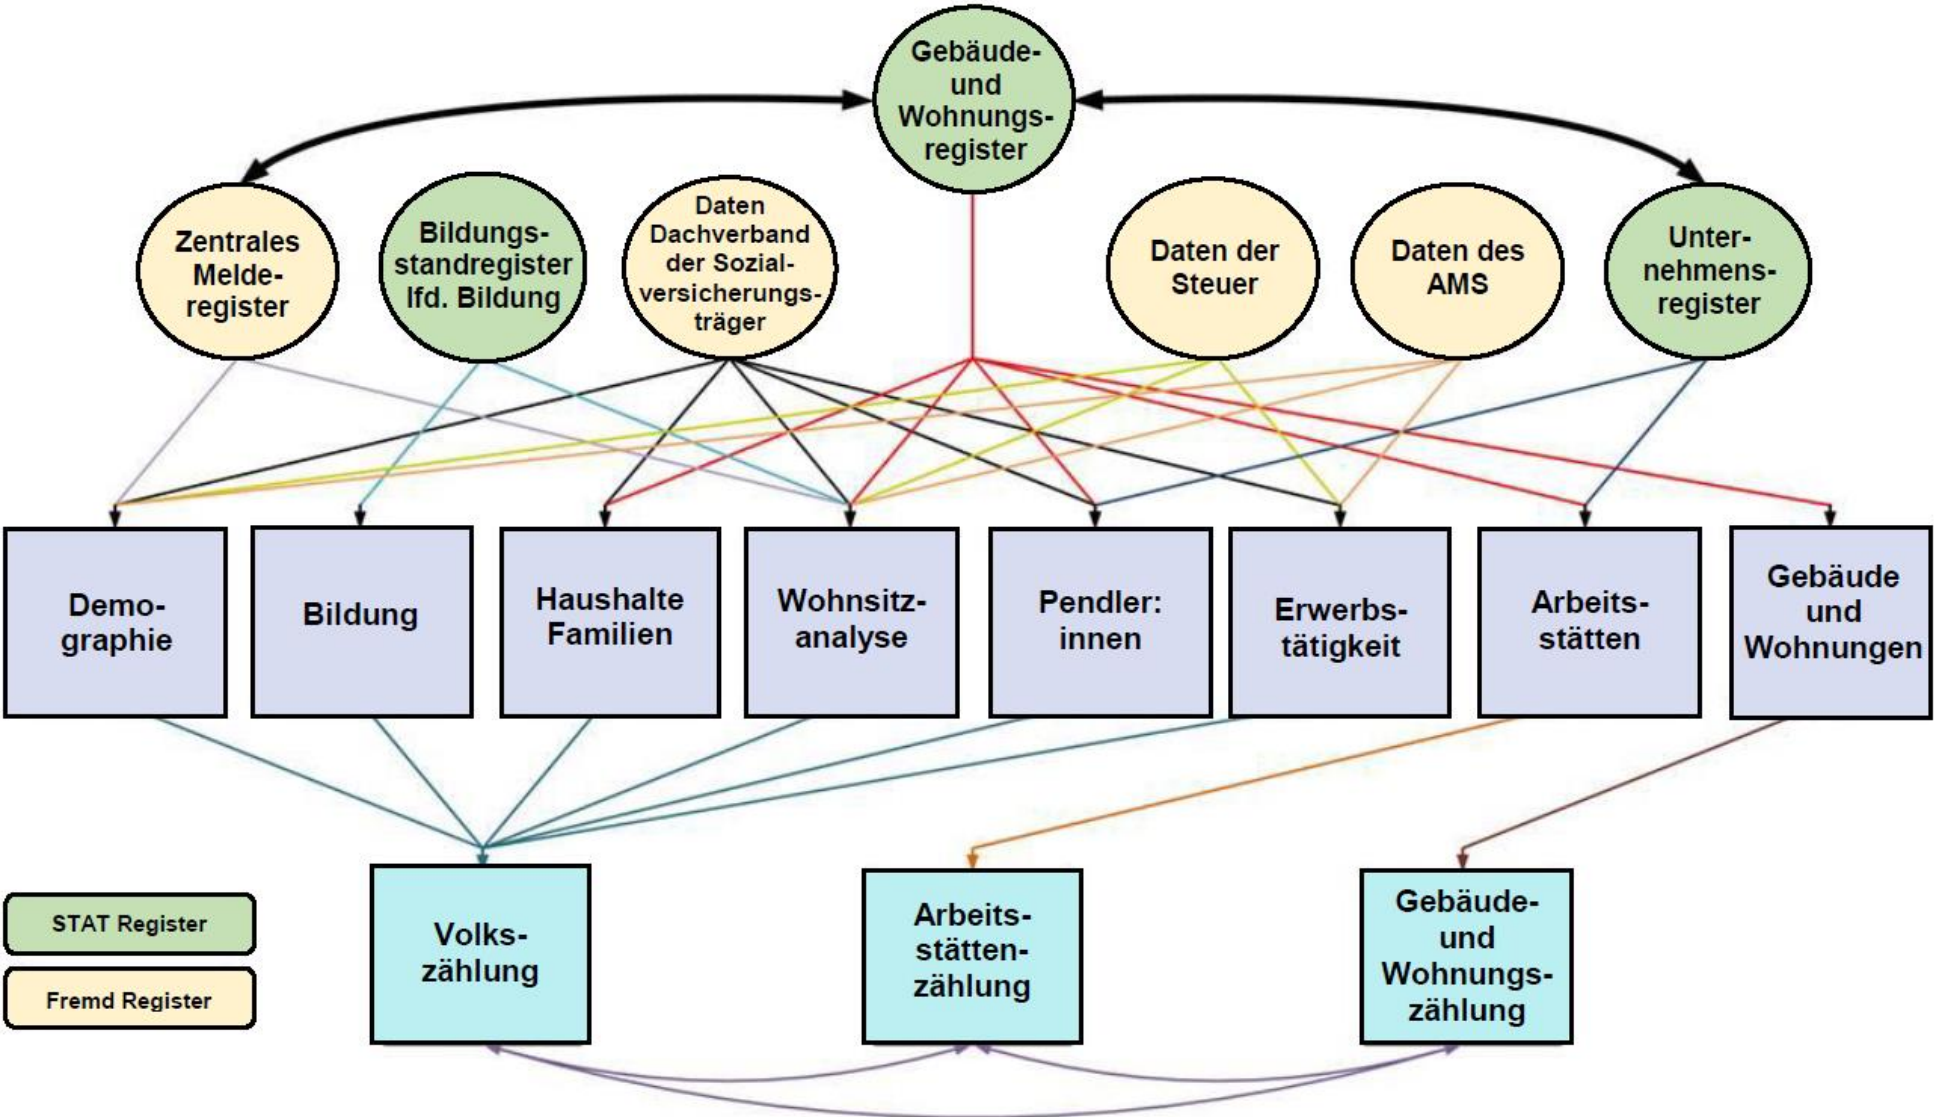 Gebäude-
und
Wohnungs-
register
Zentrales
Melde-
register
Bildungs-
standregister
lfd. Bildung
Daten
Dachverband
der Sozial-
versicherungs-
träger
Daten der
Steuer
Daten des
AMS
Unter-
nehmens-
register
Demo-
graphie
Bildung
Haushalte
Familien
Wohnsitz-
analyse
Pendler:
innen
Erwerbs-
tätigkeit
Arbeits-
stätten
Gebäude
und
Wohnungen
STAT Register
Fremd Register
Volks-
zählung
Arbeits-
stätten-
zählung
Gebäude-
und
Wohnungs-
zählung